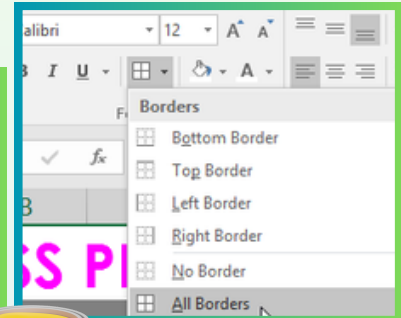 alibri 12 A A
B I U A
Borders
fx
Bottom Border
Top Border
Left Border
B
Right Border
SS P
No Border
All Borders